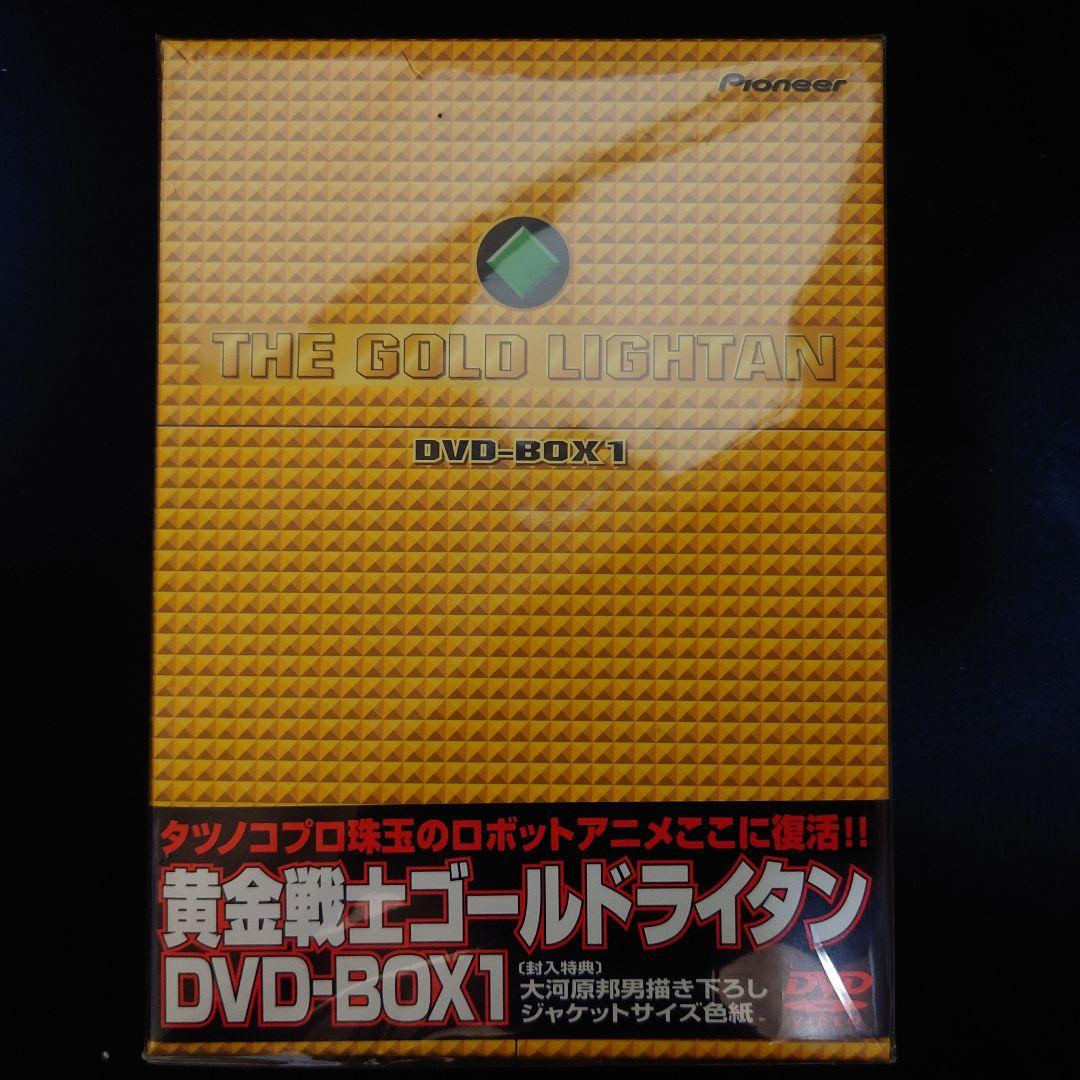 Pioneer
THE GOLD LIGHTAN
DVD-BOX 1
タツノコプロ珠玉のロボットアニメここに復活!!
黄金戦士ゴールドライタン
DVD-BOX1
〔封入特典〕
大河原邦男描き下ろし
ジャケットサイズ色紙
DVD
VIDEO